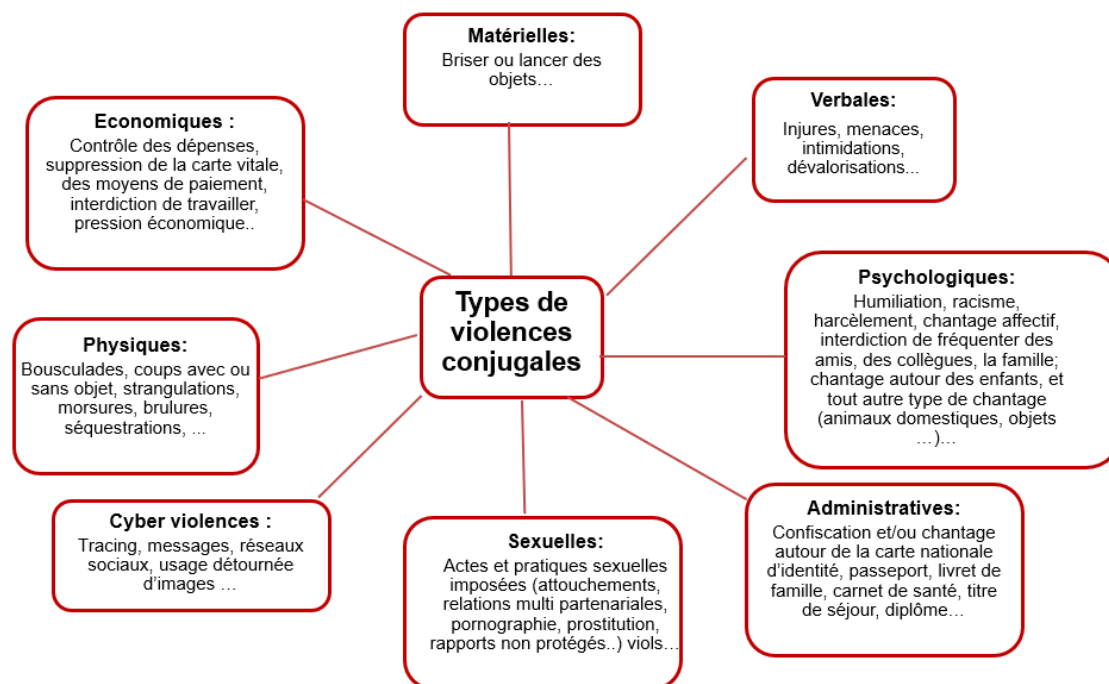 Matérielles:
Briser ou lancer des
objets…
Verbales:
Injures, menaces,
intimidations,
dévalorisations...
Economiques :
Contrôle des dépenses,
suppression de la carte vitale,
des moyens de paiement,
interdiction de travailler,
pression économique..
Types de
violences
conjugales
Psychologiques:
Humiliation, racisme,
harcèlement, chantage affectif,
interdiction de fréquenter des
amis, des collègues, la famille;
chantage autour des enfants, et
tout autre type de chantage
(animaux domestiques, objets
…)…
Physiques:
Bousculades, coups avec ou
sans objet, strangulations,
morsures, brulures,
séquestrations, ...
Cyber violences :
Tracing, messages, réseaux
sociaux, usage détournée
d’images …
Sexuelles:
Actes et pratiques sexuelles
imposées (attouchements,
relations multi partenariales,
pornographie, prostitution,
rapports non protégés..) viols…
Administratives:
Confiscation et/ou chantage
autour de la carte nationale
d’identité, passeport, livret de
famille, carnet de santé, titre
de séjour, diplôme…